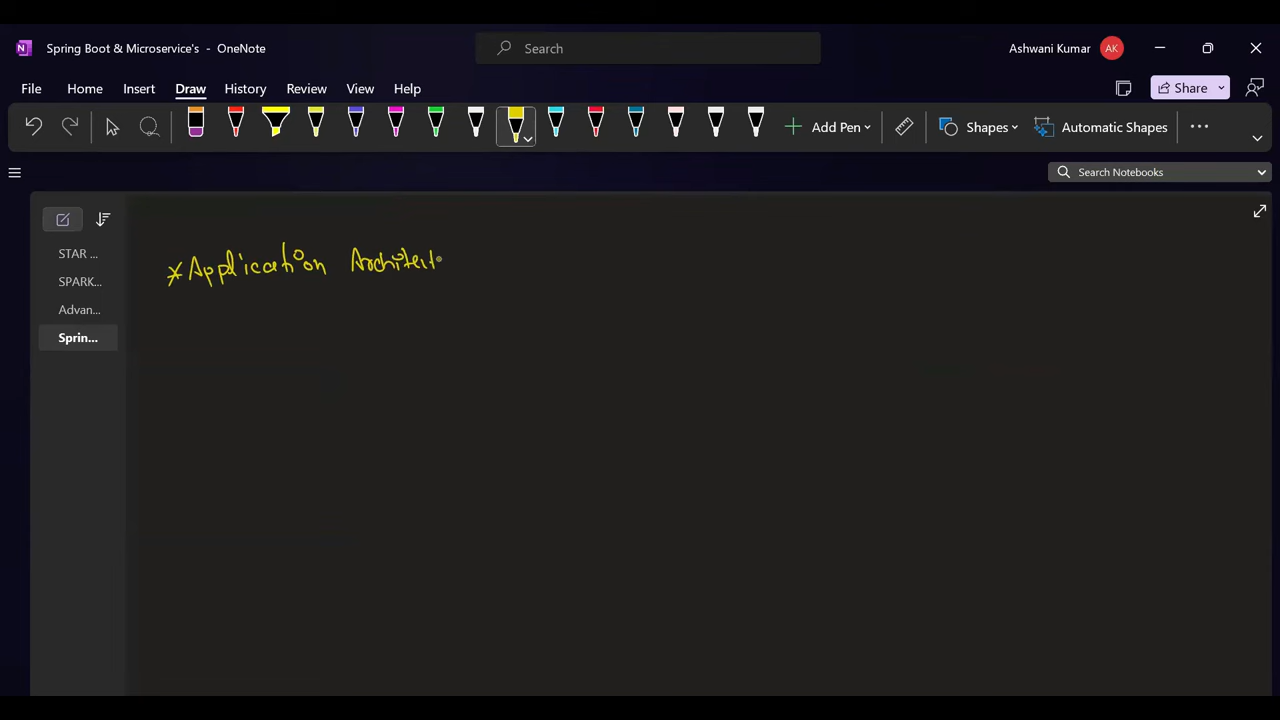 Spring Boot & Microservice's - OneNote
Search
Ashwani Kumar AK
File Home Insert Draw History Review View Help
Share
Add Pen
Shapes
Automatic Shapes
Search Notebooks
STAR ...
SPARK...
Advan...
Sprin...
*Application Architect